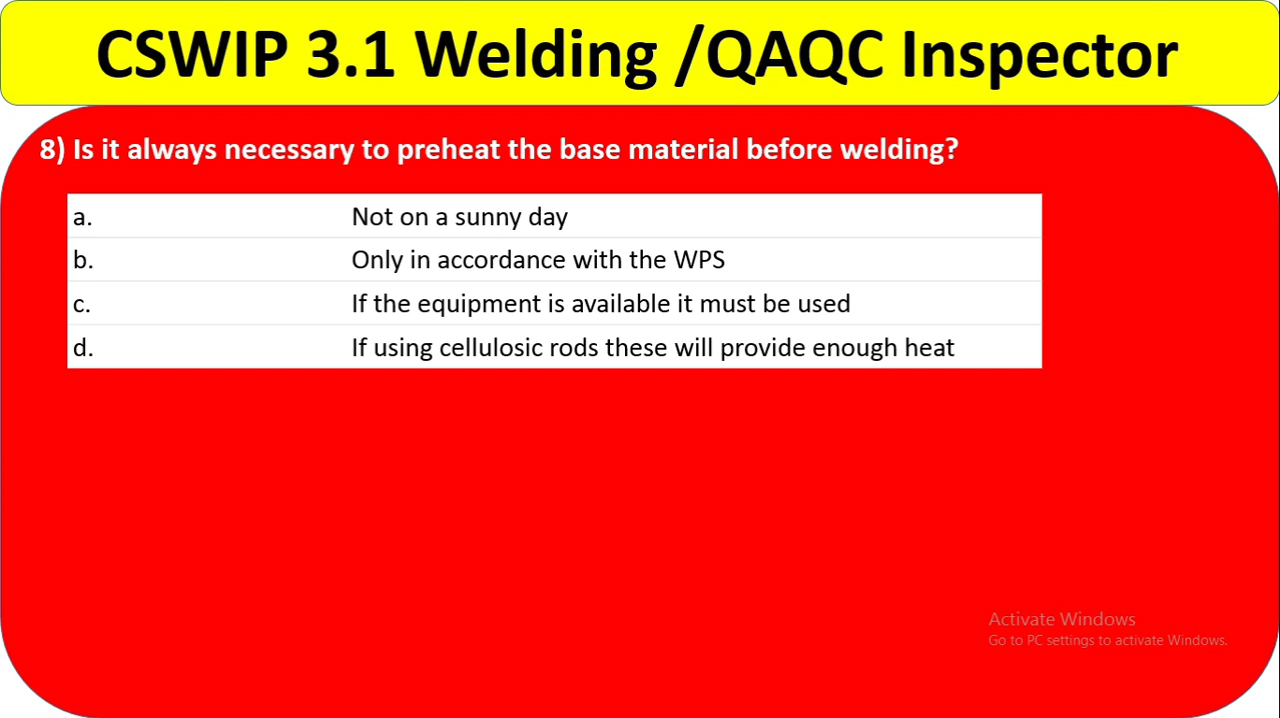 CSWIP 3.1 Welding /QAQC Inspector
8) Is it always necessary to preheat the base material before welding?
a. Not on a sunny day
b. Only in accordance with the WPS
c. If the equipment is available it must be used
d. If using cellulosic rods these will provide enough heat
Activate Windows
Go to PC settings to activate Windows.